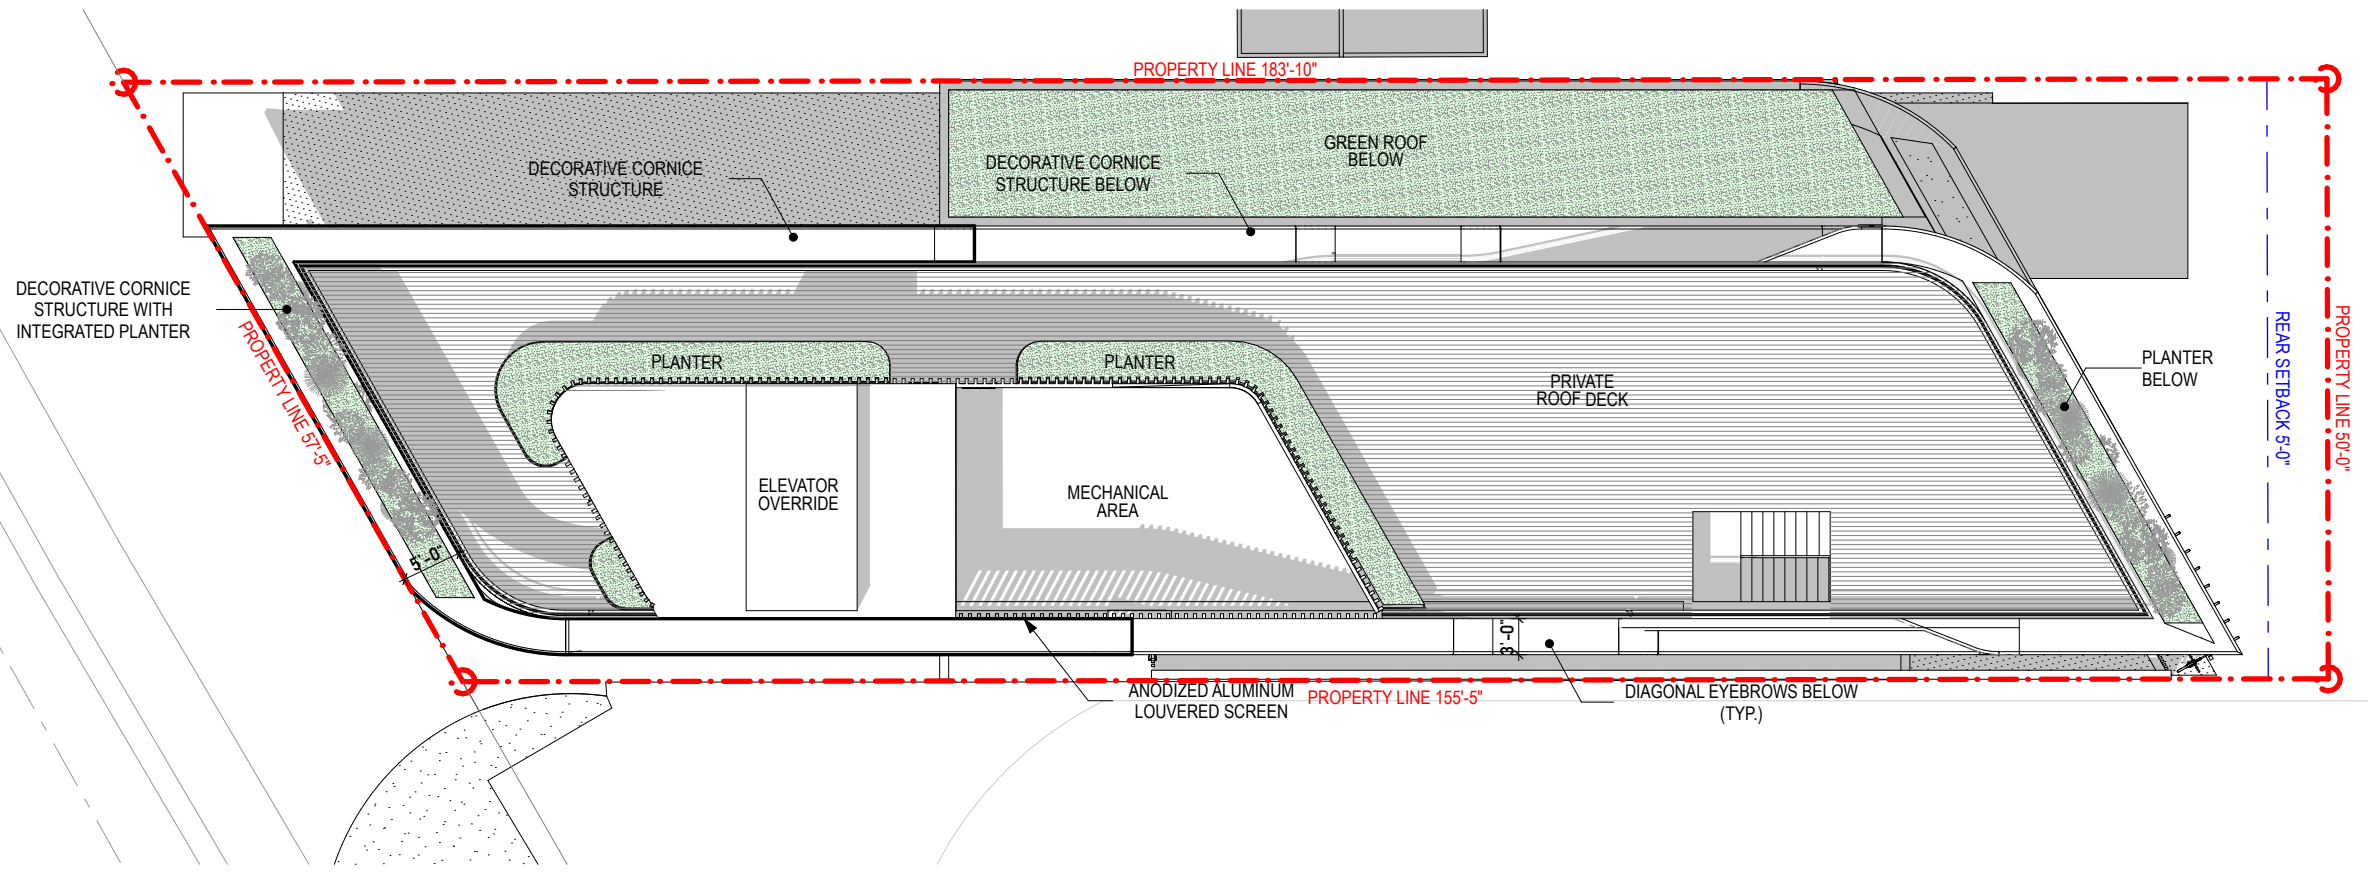 PROPERTY LINE 183'-10"
GREEN ROOF
BELOW
DECORATIVE CORNICE
STRUCTURE
DECORATIVE CORNICE
STRUCTURE BELOW
DECORATIVE CORNICE
STRUCTURE WITH
INTEGRATED PLANTER
PROPERTY LINE 57'-5"
PLANTER
PLANTER
PRIVATE
ROOF DECK
PLANTER
BELOW
REAR SETBACK 5'-0"
PROPERTY LINE 50'-0"
ELEVATOR
OVERRIDE
MECHANICAL
AREA
5'-0"
3'-0"
ANODIZED ALUMINUM
LOUVERED SCREEN
PROPERTY LINE 155'-5"
DIAGONAL EYEBROWS BELOW
(TYP.)